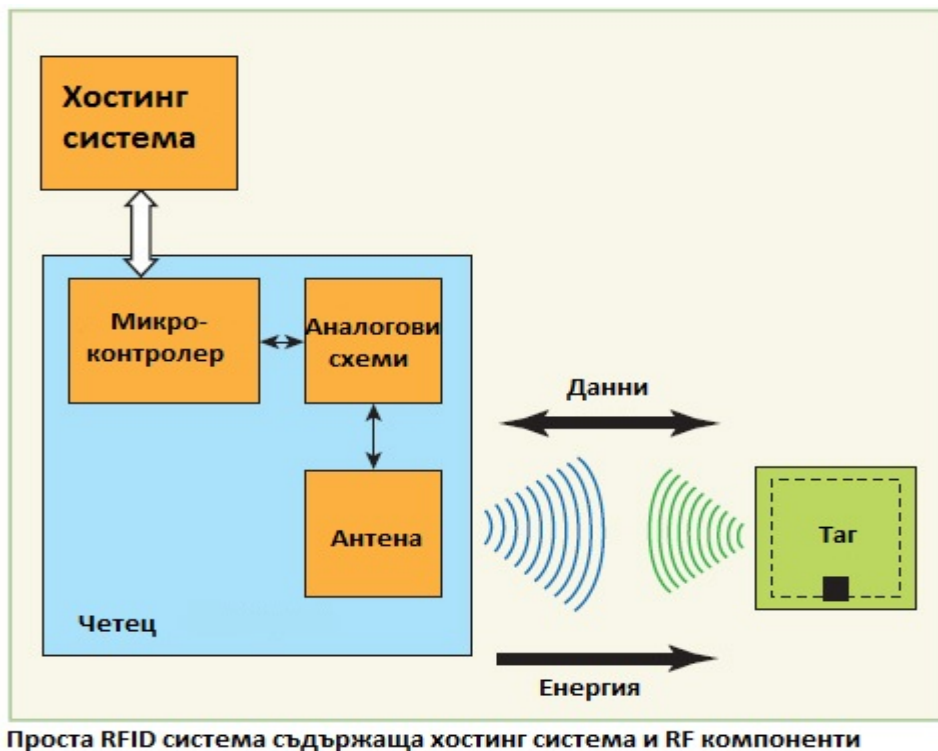 Хостинг
система
Микро-
контролер
Аналогови
схеми
Данни
Антена
Таг
Четец
Енергия
Проста RFID система съдържаща хостинг система и RF компоненти